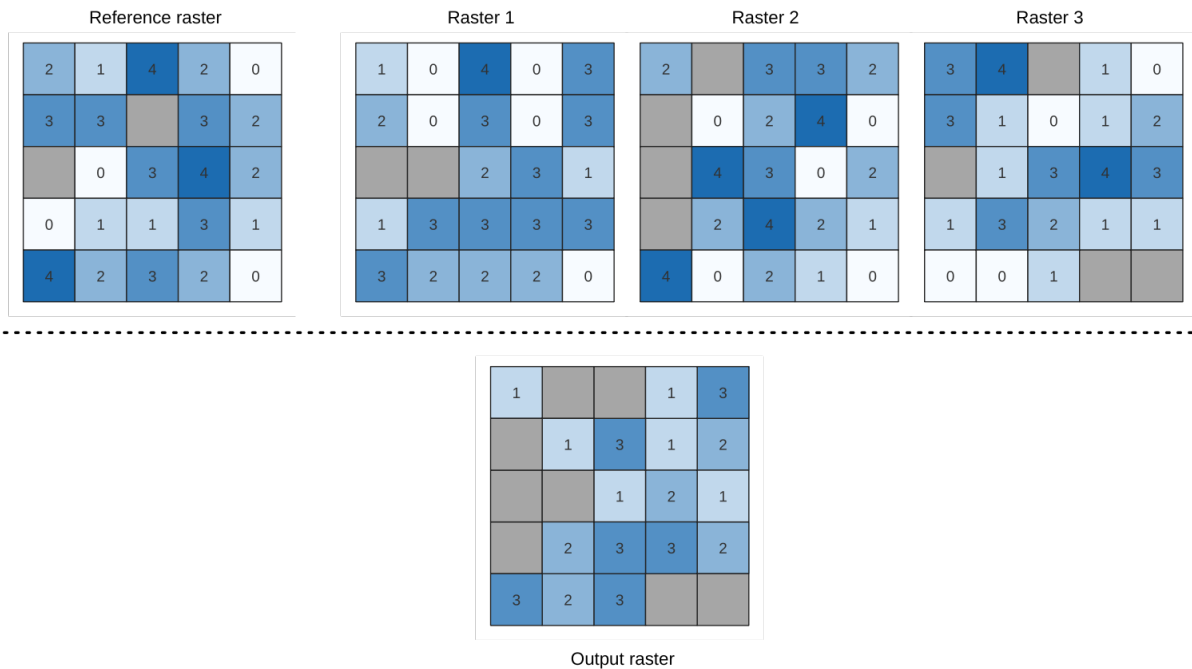 Reference raster Raster 1 Raster 2 Raster 3
2 1 4 2 0 1 0 4 0 3 2 3 3 2 3 4 1 0
3 3 3 2 2 0 3 0 3 0 2 4 0 3 1 0 1 2
0 3 4 2 2 3 1 4 3 0 2 1 3 4 3
0 1 1 3 1 1 3 3 3 3 2 4 2 1 1 3 2 1 1
4 2 3 2 0 3 2 2 2 0 4 0 2 1 0 0 0 1
1 1 3
1 3 1 2
1 2 1
2 3 3 2
3 2 3
Output raster